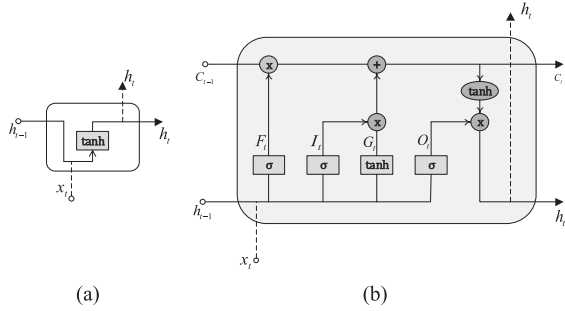 h_t
h_{t-1}
tanh
h_t
x_t
(a)
h_t
C_{t-1}
x
+
C_t
tanh
F_t
I_t
x
G_t
O_t
x
σ
σ
tanh
σ
h_{t-1}
h_t
x_t
(b)